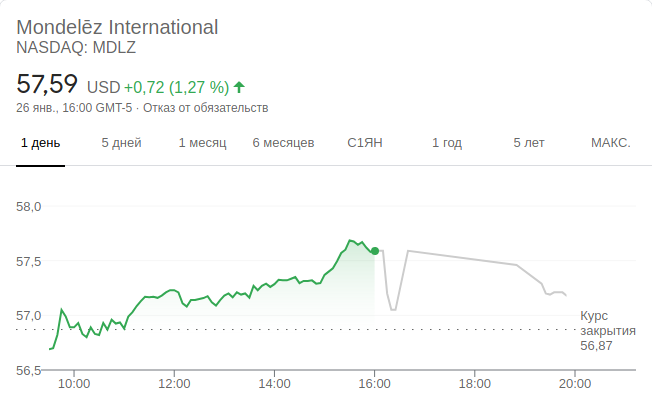 Mondelēz International
NASDAQ: MDLZ
57,59 USD +0,72 (1,27 %)
26 янв., 16:00 GMT-5 · Отказ от обязательств
1 день 5 дней 1 месяц 6 месяцев С1ЯН 1 год 5 лет МАКС.
58,0
57,5
57,0
Курс
закрытия
56,87
56,5
10:00 12:00 14:00 16:00 18:00 20:00